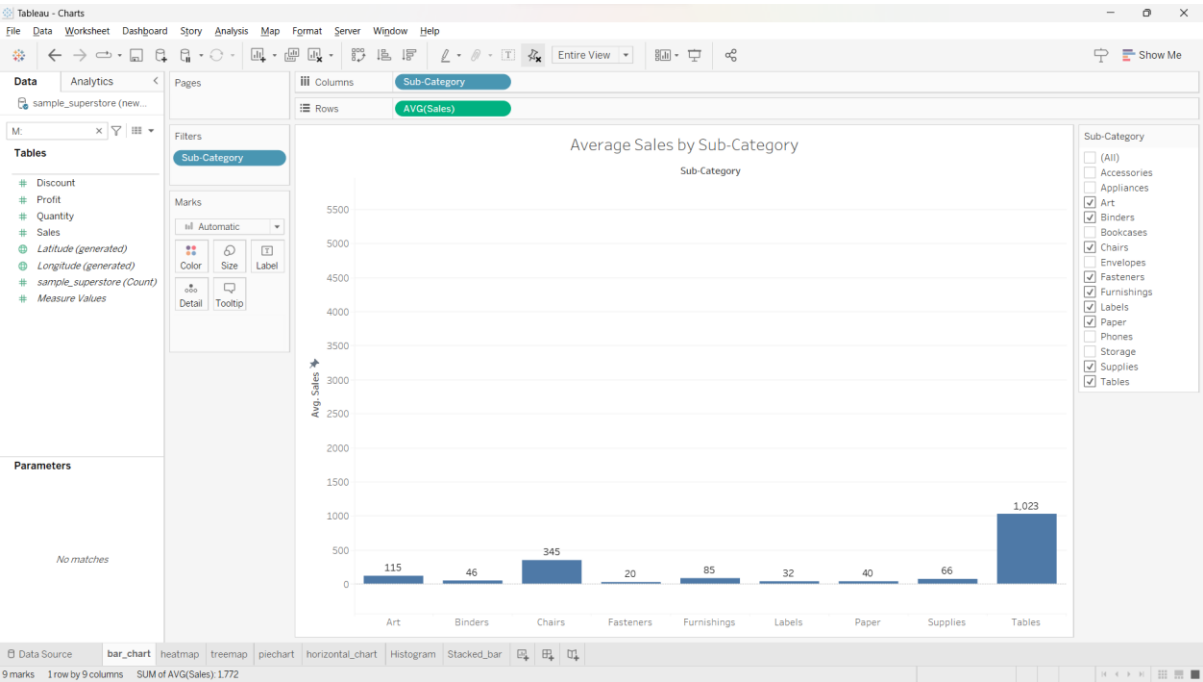 Tableau - Charts
File Data Worksheet Dashboard Story Analysis Map Format Server Window Help
Entire View
Show Me
Data Analytics
sample_superstore (new...
M:
Tables
Discount
Profit
Quantity
Sales
Latitude (generated)
Longitude (generated)
sample_superstore (Count)
Measure Values
Parameters
No matches
Pages
Filters
Sub-Category
Marks
Automatic
Color Size Label
Detail Tooltip
Columns Sub-Category
Rows AVG(Sales)
Average Sales by Sub-Category
Sub-Category
Avg. Sales
5500
5000
4500
4000
3500
3000
2500
2000
1500
1000
500
0
115 46 345 20 85 32 40 66 1,023
Art Binders Chairs Fasteners Furnishings Labels Paper Supplies Tables
Sub-Category
(All)
Accessories
Appliances
Art
Binders
Bookcases
Chairs
Envelopes
Fasteners
Furnishings
Labels
Paper
Phones
Storage
Supplies
Tables
Data Source bar_chart heatmap treemap piechart horizontal_chart Histogram Stacked_bar
9 marks 1 row by 9 columns SUM of AVG(Sales): 1,772